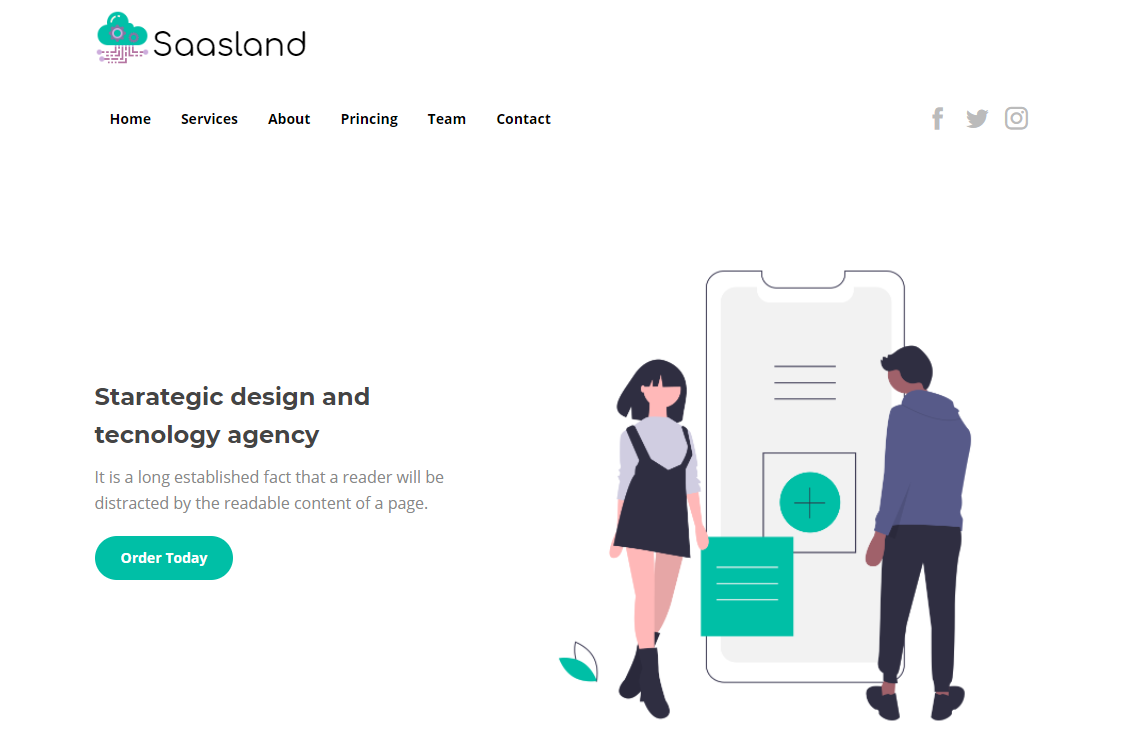 Saasland
Home Services About Princing Team Contact
Starategic design and
tecnology agency
It is a long established fact that a reader will be
distracted by the readable content of a page.
Order Today